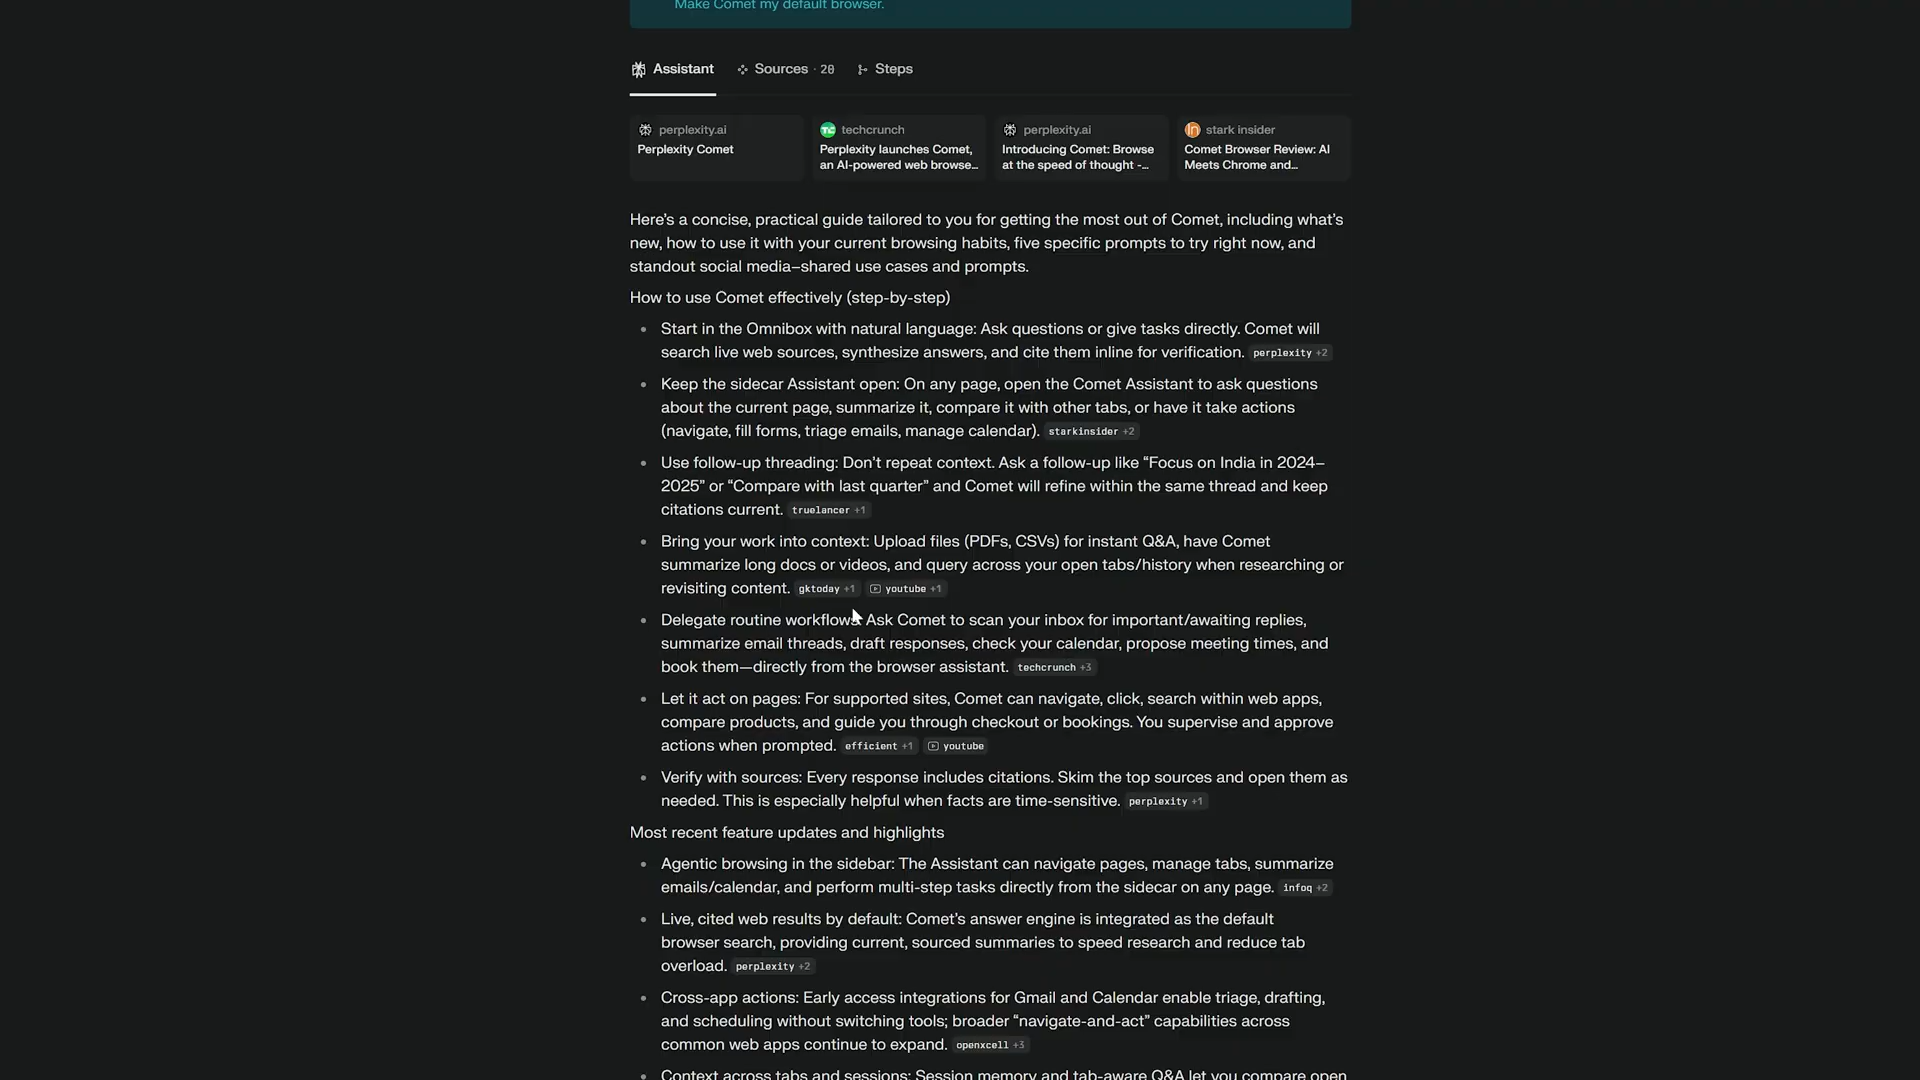 Make Comet my default browser.
Assistant
Sources · 20
Steps
perplexity.ai
Perplexity Comet
techcrunch
Perplexity launches Comet,
an AI-powered web browse…
perplexity.ai
Introducing Comet: Browse
at the speed of thought -…
stark insider
Comet Browser Review: AI
Meets Chrome and…
Here's a concise, practical guide tailored to you for getting the most out of Comet, including what's
new, how to use it with your current browsing habits, five specific prompts to try right now, and
standout social media–shared use cases and prompts.
How to use Comet effectively (step-by-step)
Start in the Omnibox with natural language: Ask questions or give tasks directly. Comet will
search live web sources, synthesize answers, and cite them inline for verification. perplexity +2
Keep the sidecar Assistant open: On any page, open the Comet Assistant to ask questions
about the current page, summarize it, compare it with other tabs, or have it take actions
(navigate, fill forms, triage emails, manage calendar). starkinsider +2
Use follow-up threading: Don't repeat context. Ask a follow-up like “Focus on India in 2024–
2025” or “Compare with last quarter” and Comet will refine within the same thread and keep
citations current. truelancer +1
Bring your work into context: Upload files (PDFs, CSVs) for instant Q&A, have Comet
summarize long docs or videos, and query across your open tabs/history when researching or
revisiting content. gktoday +1 youtube +1
Delegate routine workflows: Ask Comet to scan your inbox for important/awaiting replies,
summarize email threads, draft responses, check your calendar, propose meeting times, and
book them—directly from the browser assistant. techcrunch +3
Let it act on pages: For supported sites, Comet can navigate, click, search within web apps,
compare products, and guide you through checkout or bookings. You supervise and approve
actions when prompted. efficient +1 youtube
Verify with sources: Every response includes citations. Skim the top sources and open them as
needed. This is especially helpful when facts are time-sensitive. perplexity +1
Most recent feature updates and highlights
Agentic browsing in the sidebar: The Assistant can navigate pages, manage tabs, summarize
emails/calendar, and perform multi-step tasks directly from the sidecar on any page. infoq +2
Live, cited web results by default: Comet's answer engine is integrated as the default
browser search, providing current, sourced summaries to speed research and reduce tab
overload. perplexity +2
Cross-app actions: Early access integrations for Gmail and Calendar enable triage, drafting,
and scheduling without switching tools; broader “navigate-and-act” capabilities across
common web apps continue to expand. openxcell +3
Context across tabs and sessions: Session memory and tab-aware Q&A let you compare open